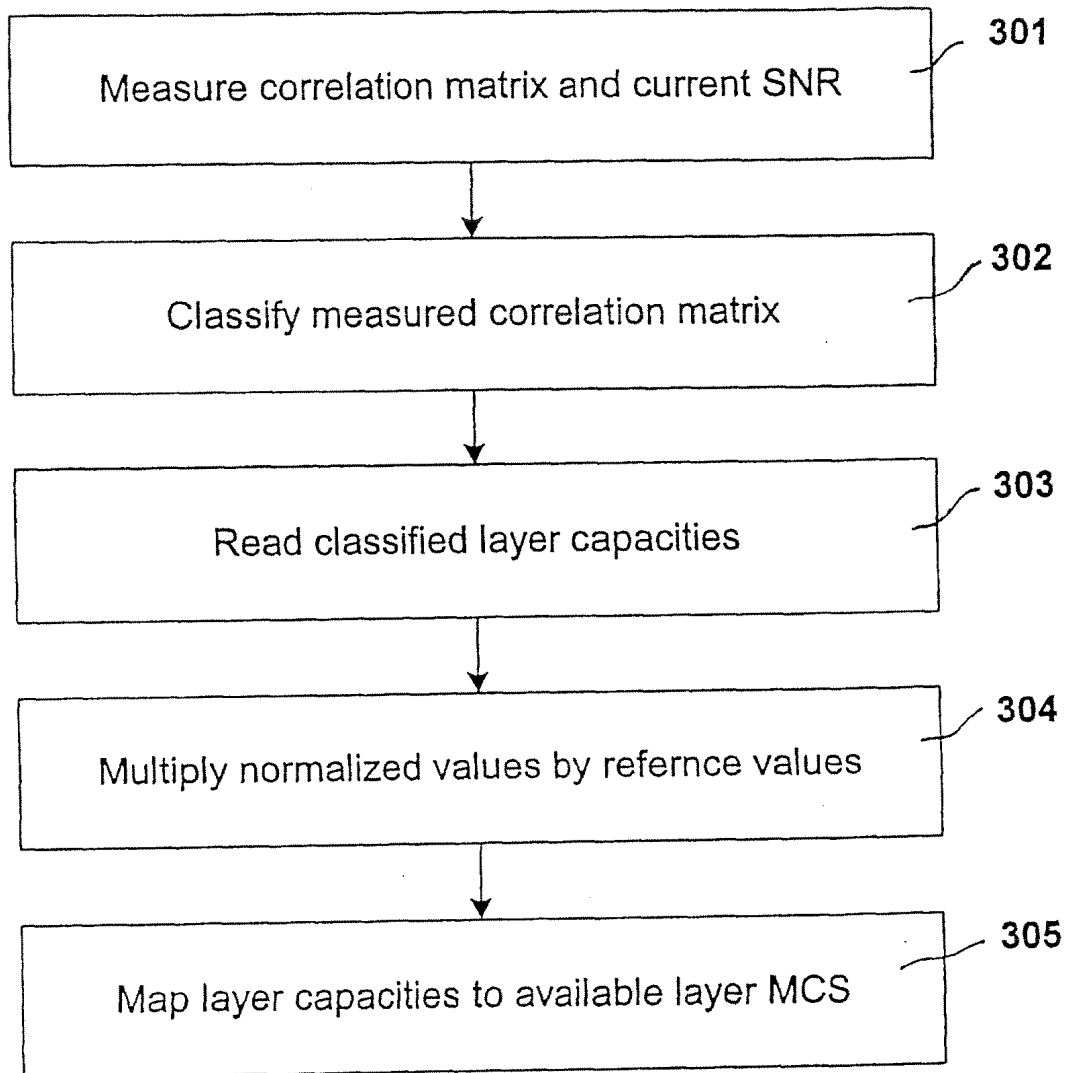 301
Measure correlation matrix and current SNR
302
Classify measured correlation matrix
303
Read classified layer capacities
304
Multiply normalized values by refernce values
305
Map layer capacities to available layer MCS